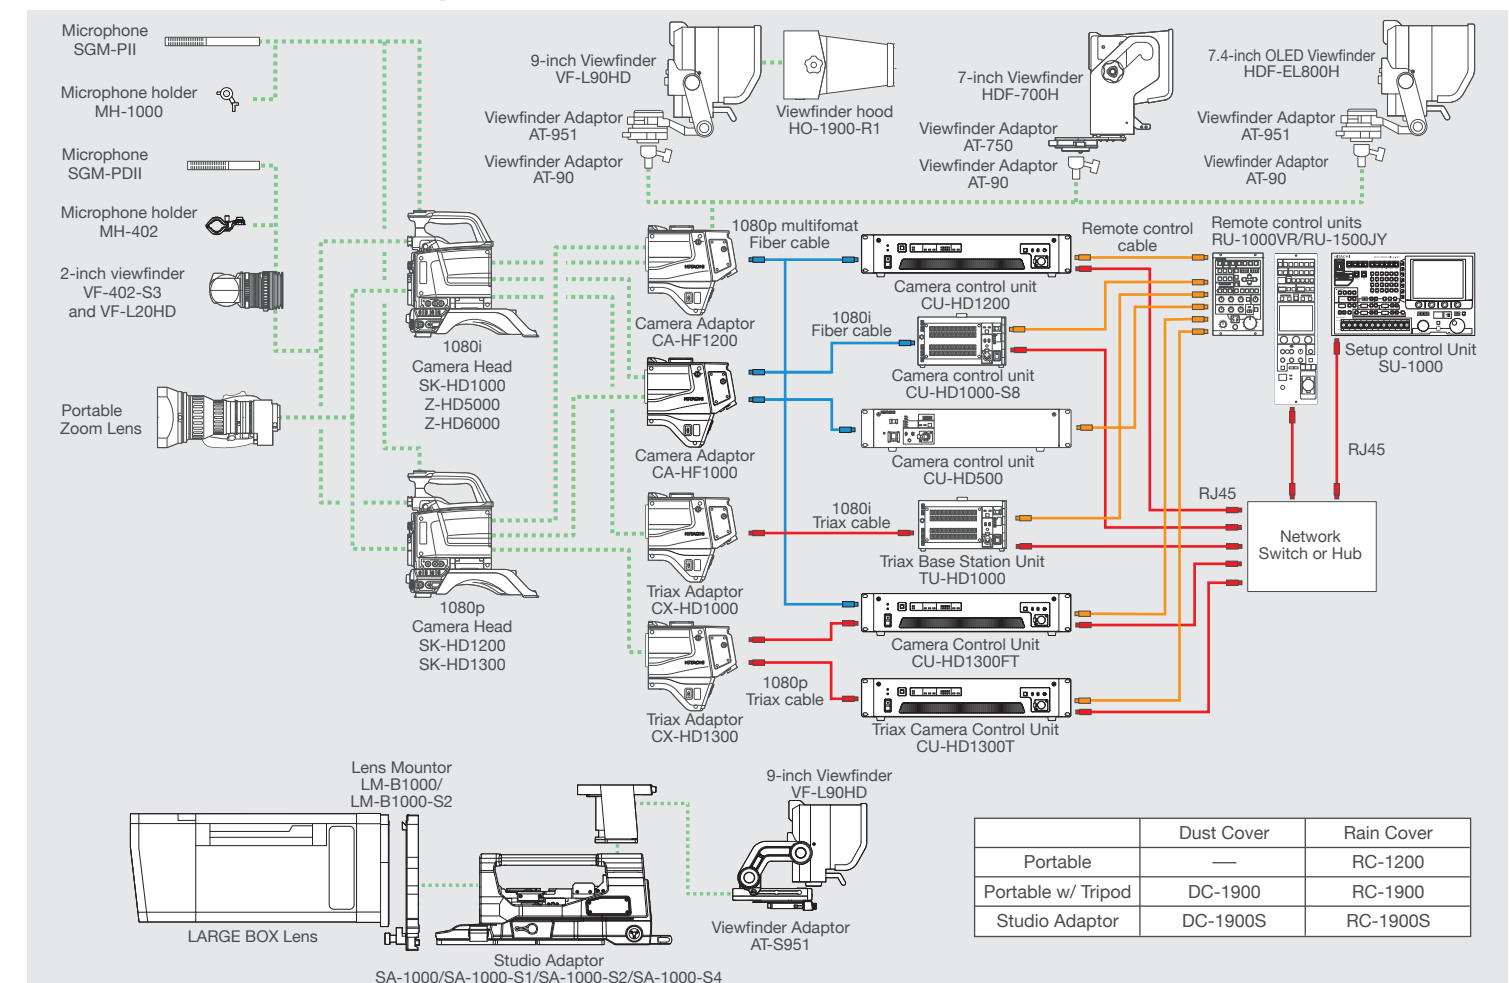 Microphone
SGM-PII
Microphone holder
MH-1000
Microphone
SGM-PDII
Microphone holder
MH-402
2-inch viewfinder
VF-402-S3
and VF-L20HD
Portable
Zoom Lens
9-inch Viewfinder
VF-L90HD
Viewfinder Adaptor
AT-951
Viewfinder Adaptor
AT-90
Viewfinder hood
HO-1900-R1
7-inch Viewfinder
HDF-700H
Viewfinder Adaptor
AT-750
Viewfinder Adaptor
AT-90
7.4-inch OLED Viewfinder
HDF-EL800H
Viewfinder Adaptor
AT-951
Viewfinder Adaptor
AT-90
1080i
Camera Head
SK-HD1000
Z-HD5000
Z-HD6000
1080p
Camera Head
SK-HD1200
SK-HD1300
HITACHI
Camera Adaptor
CA-HF1200
HITACHI
Camera Adaptor
CA-HF1000
HITACHI
Triax Adaptor
CX-HD1000
HITACHI
Triax Adaptor
CX-HD1300
1080p multifomat
Fiber cable
1080i
Fiber cable
1080i
Triax cable
1080p
Triax cable
Camera control unit
CU-HD1200
Camera control unit
CU-HD1000-S8
Camera control unit
CU-HD500
Triax Base Station Unit
TU-HD1000
Camera Control Unit
CU-HD1300FT
Triax Camera Control Unit
CU-HD1300T
Remote control
cable
Remote control units
RU-1000VR/RU-1500JY
Setup control Unit
SU-1000
RJ45
RJ45
Network
Switch or Hub
Lens Mountor
LM-B1000/
LM-B1000-S2
LARGE BOX Lens
Studio Adaptor
SA-1000/SA-1000-S1/SA-1000-S2/SA-1000-S4
9-inch Viewfinder
VF-L90HD
Viewfinder Adaptor
AT-S951
Dust Cover Rain Cover
Portable — RC-1200
Portable w/ Tripod DC-1900 RC-1900
Studio Adaptor DC-1900S RC-1900S